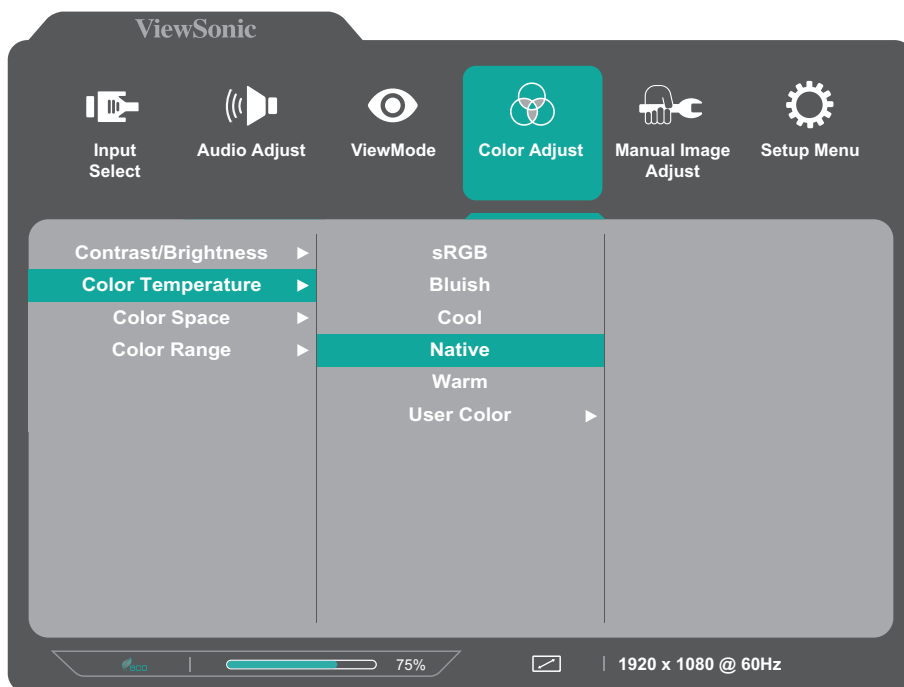 ViewSonic
Input
Select
Audio Adjust
ViewMode
Color Adjust
Manual Image
Adjust
Setup Menu
Contrast/Brightness
Color Temperature
Color Space
Color Range
sRGB
Bluish
Cool
Native
Warm
User Color
eco
75%
1920 x 1080 @ 60Hz